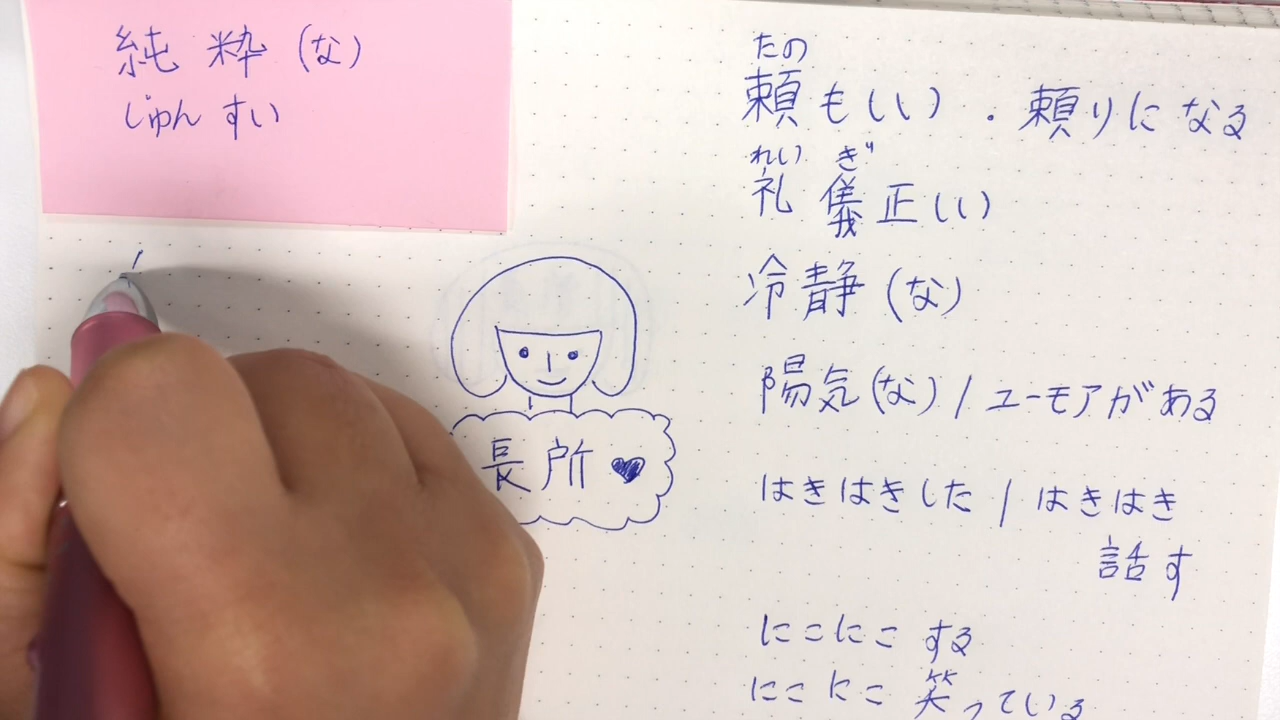 純粋(な)
じゅんすい
長所
たの
頼もしい・頼りになる
れいぎ
礼儀正しい
冷静(な)
陽気(な)/ユーモアがある
はきはきした/はきはき
話す
にこにこする
にこにこ笑っている